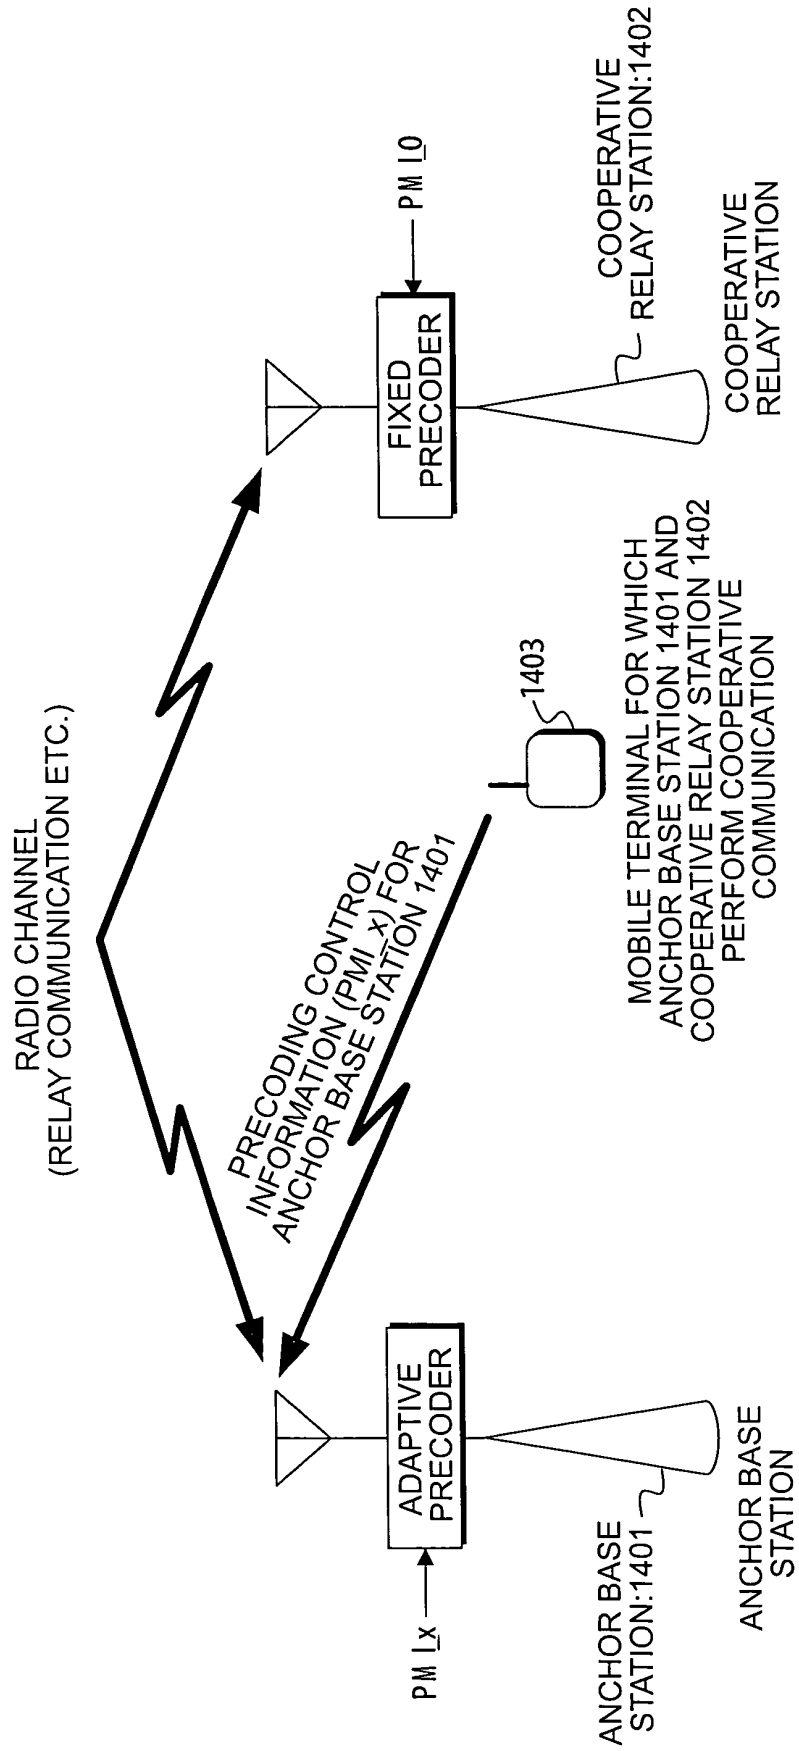 RADIO CHANNEL
(RELAY COMMUNICATION ETC.)
PRECODING CONTROL
INFORMATION (PMI_x) FOR
ANCHOR BASE STATION 1401
PMI_x
ADAPTIVE
PRECODER
ANCHOR BASE
STATION:1401
ANCHOR BASE
STATION
1403
MOBILE TERMINAL FOR WHICH
ANCHOR BASE STATION 1401 AND
COOPERATIVE RELAY STATION 1402
PERFORM COOPERATIVE
COMMUNICATION
FIXED
PRECODER
PMI_0
COOPERATIVE
RELAY STATION:1402
COOPERATIVE
RELAY STATION